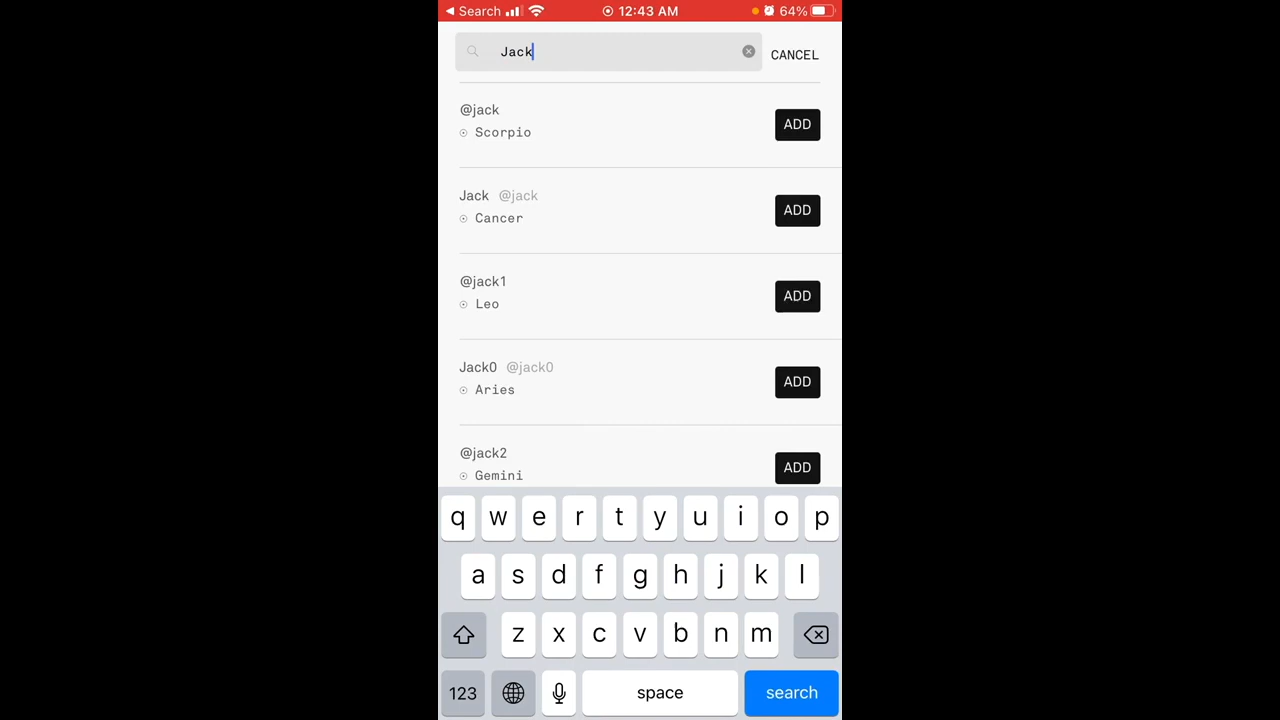 Search 12:43 AM 64%
Jack CANCEL
@jack
Scorpio
ADD
Jack @jack
Cancer
ADD
@jack1
Leo
ADD
Jack0 @jack0
Aries
ADD
@jack2
Gemini
ADD
q w e r t y u i o p
a s d f g h j k l
z x c v b n m
123 space search